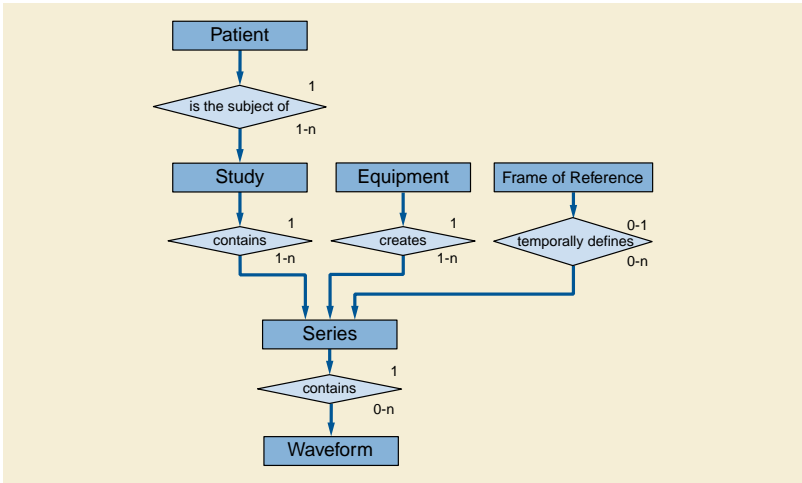 Patient
1
is the subject of
1-n
Study
Equipment
Frame of Reference
1
contains
1-n
1
creates
1-n
0-1
temporally defines
0-n
Series
1
contains
0-n
Waveform